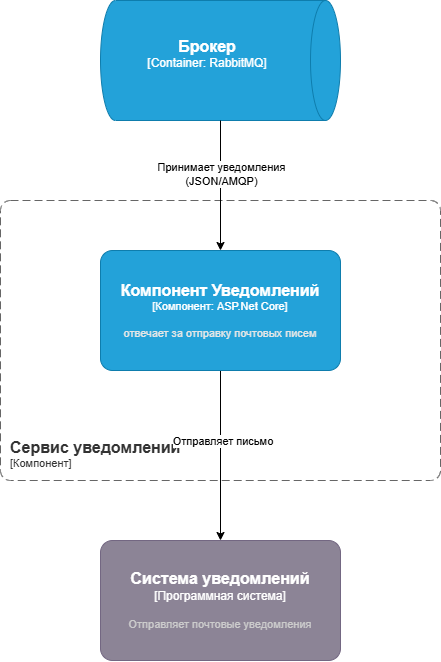 Брокер
[Container: RabbitMQ]
Принимает уведомления
(JSON/AMQP)
Компонент Уведомлений
[Компонент: ASP.Net Core]
отвечает за отправку почтовых писем
Отправляет письмо
Сервис уведомлений
[Компонент]
Система уведомлений
[Программная система]
Отправляет почтовые уведомления